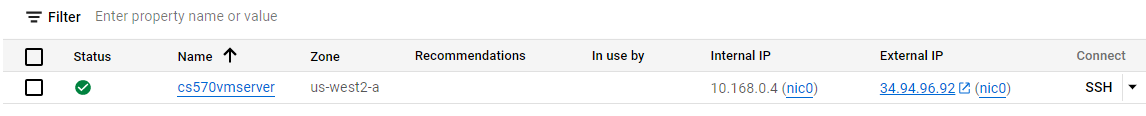 Filter Enter property name or value
Status Name Zone Recommendations In use by Internal IP External IP Connect
cs570vmserver us-west2-a 10.168.0.4 (nic0) 34.94.96.92 (nic0) SSH